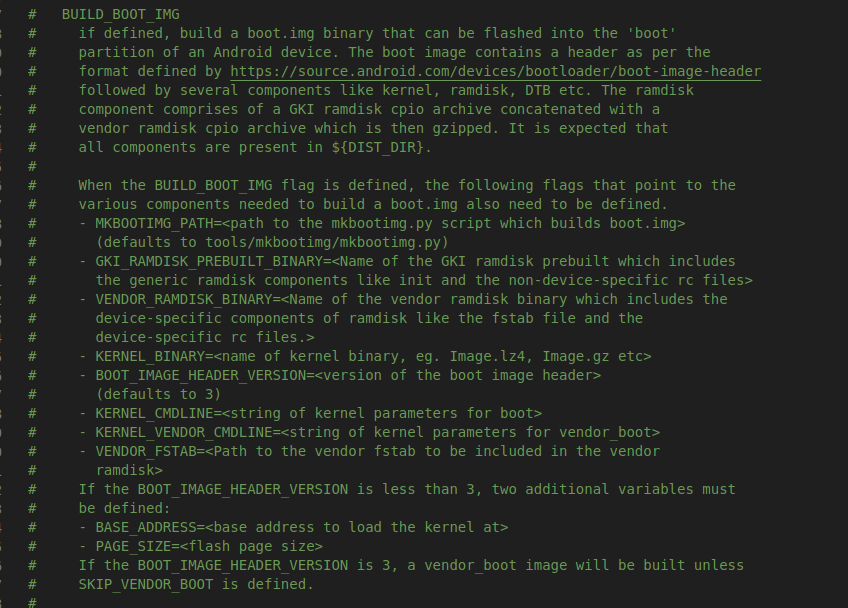 #   BUILD_BOOT_IMG
#     if defined, build a boot.img binary that can be flashed into the 'boot'
#     partition of an Android device. The boot image contains a header as per the
#     format defined by https://source.android.com/devices/bootloader/boot-image-header
#     followed by several components like kernel, ramdisk, DTB etc. The ramdisk
#     component comprises of a GKI ramdisk cpio archive concatenated with a
#     vendor ramdisk cpio archive which is then gzipped. It is expected that
#     all components are present in ${DIST_DIR}.
#
#     When the BUILD_BOOT_IMG flag is defined, the following flags that point to the
#     various components needed to build a boot.img also need to be defined.
#     - MKBOOTIMG_PATH=<path to the mkbootimg.py script which builds boot.img>
#       (defaults to tools/mkbootimg/mkbootimg.py)
#     - GKI_RAMDISK_PREBUILT_BINARY=<Name of the GKI ramdisk prebuilt which includes
#       the generic ramdisk components like init and the non-device-specific rc files>
#     - VENDOR_RAMDISK_BINARY=<Name of the vendor ramdisk binary which includes the
#       device-specific components of ramdisk like the fstab file and the
#       device-specific rc files.>
#     - KERNEL_BINARY=<name of kernel binary, eg. Image.lz4, Image.gz etc>
#     - BOOT_IMAGE_HEADER_VERSION=<version of the boot image header>
#       (defaults to 3)
#     - KERNEL_CMDLINE=<string of kernel parameters for boot>
#     - KERNEL_VENDOR_CMDLINE=<string of kernel parameters for vendor_boot>
#     - VENDOR_FSTAB=<Path to the vendor fstab to be included in the vendor
#       ramdisk>
#     If the BOOT_IMAGE_HEADER_VERSION is less than 3, two additional variables must
#     be defined:
#     - BASE_ADDRESS=<base address to load the kernel at>
#     - PAGE_SIZE=<flash page size>
#     If the BOOT_IMAGE_HEADER_VERSION is 3, a vendor_boot image will be built unless
#     SKIP_VENDOR_BOOT is defined.
#